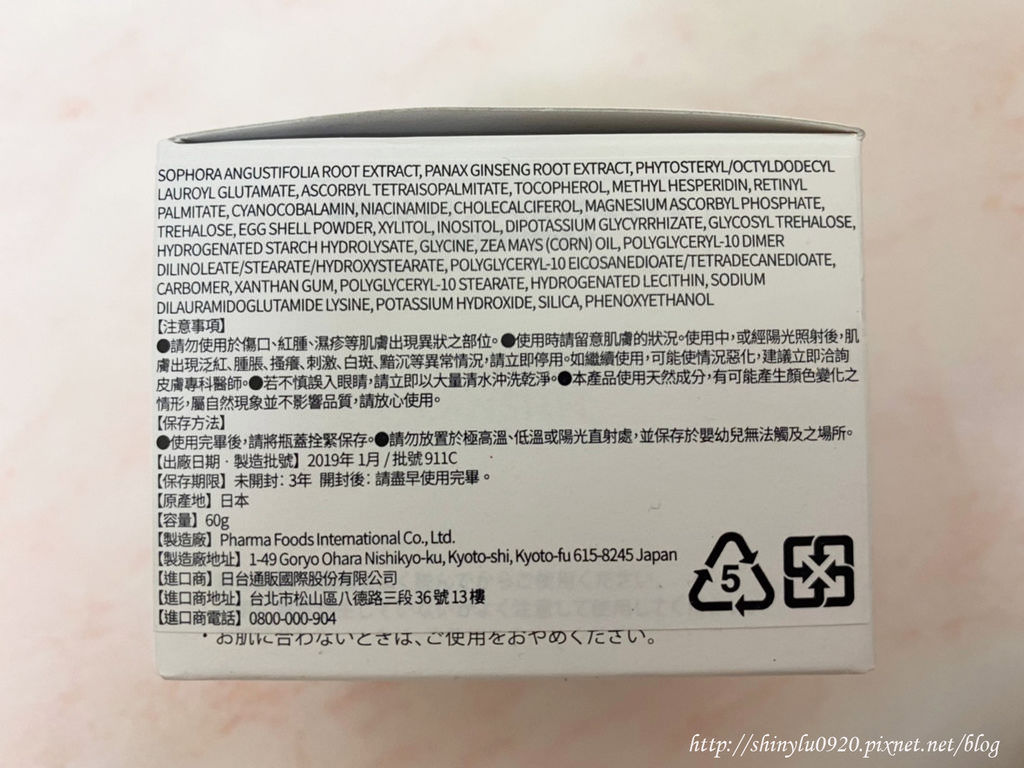 SOPHORA ANGUSTIFOLIA ROOT EXTRACT, PANAX GINSENG ROOT EXTRACT, PHYTOSTERYL/OCTYLDODECYL
LAUROYL GLUTAMATE, ASCORBYL TETRAISOPALMITATE, TOCOPHEROL, METHYL HESPERIDIN, RETINYL
PALMITATE, CYANOCOBALAMIN, NIACINAMIDE, CHOLECALCIFEROL, MAGNESIUM ASCORBYL PHOSPHATE,
TREHALOSE, EGG SHELL POWDER, XYLITOL, INOSITOL, DIPOTASSIUM GLYCYRRHIZATE, GLYCOSYL TREHALOSE,
HYDROGENATED STARCH HYDROLYSATE, GLYCINE, ZEA MAYS (CORN) OIL, POLYGLYCERYL-10 DIMER
DILINOLEATE/STEARATE/HYDROXYSTEARATE, POLYGLYCERYL-10 EICOSANEDIOATE/TETRADECANEDIOATE,
CARBOMER, XANTHAN GUM, POLYGLYCERYL-10 STEARATE, HYDROGENATED LECITHIN, SODIUM
DILAURAMIDOGLUTAMIDE LYSINE, POTASSIUM HYDROXIDE, SILICA, PHENOXYETHANOL
【注意事項】
●請勿使用於傷口、紅腫、濕疹等肌膚出現異狀之部位。●使用時請留意肌膚的狀況。使用中,或經陽光照射後,肌
膚出現泛紅、腫脹、搔癢、刺激、白斑、黯沉等異常情況,請立即停用。如繼續使用,可能使情況惡化,建議立即洽詢
皮膚專科醫師。●若不慎誤入眼睛,請立即以大量清水沖洗乾淨。●本產品使用天然成分,有可能產生顏色變化之
情形,屬自然現象並不影響品質,請放心使用。
【保存方法】
●使用完畢後,請將瓶蓋拴緊保存。●請勿放置於極高溫、低溫或陽光直射處,並保存於嬰幼兒無法觸及之場所。
【出廠日期‧製造批號】2019年 1月 / 批號 911C
【保存期限】未開封: 3年 開封後: 請盡早使用完畢。
【原產地】日本
【容量】60g
【製造廠】Pharma Foods International Co., Ltd.
【製造廠地址】1-49 Goryo Ohara Nishikyo-ku, Kyoto-shi, Kyoto-fu 615-8245 Japan
【進口商】日台通販國際股份有限公司
【進口商地址】台北市松山區八德路三段 36 號 13 樓
【進口商電話】0800-000-904
・お肌に合わないときは、ご使用をおやめください。
5
http://shinylu0920.pixnet.net/blog